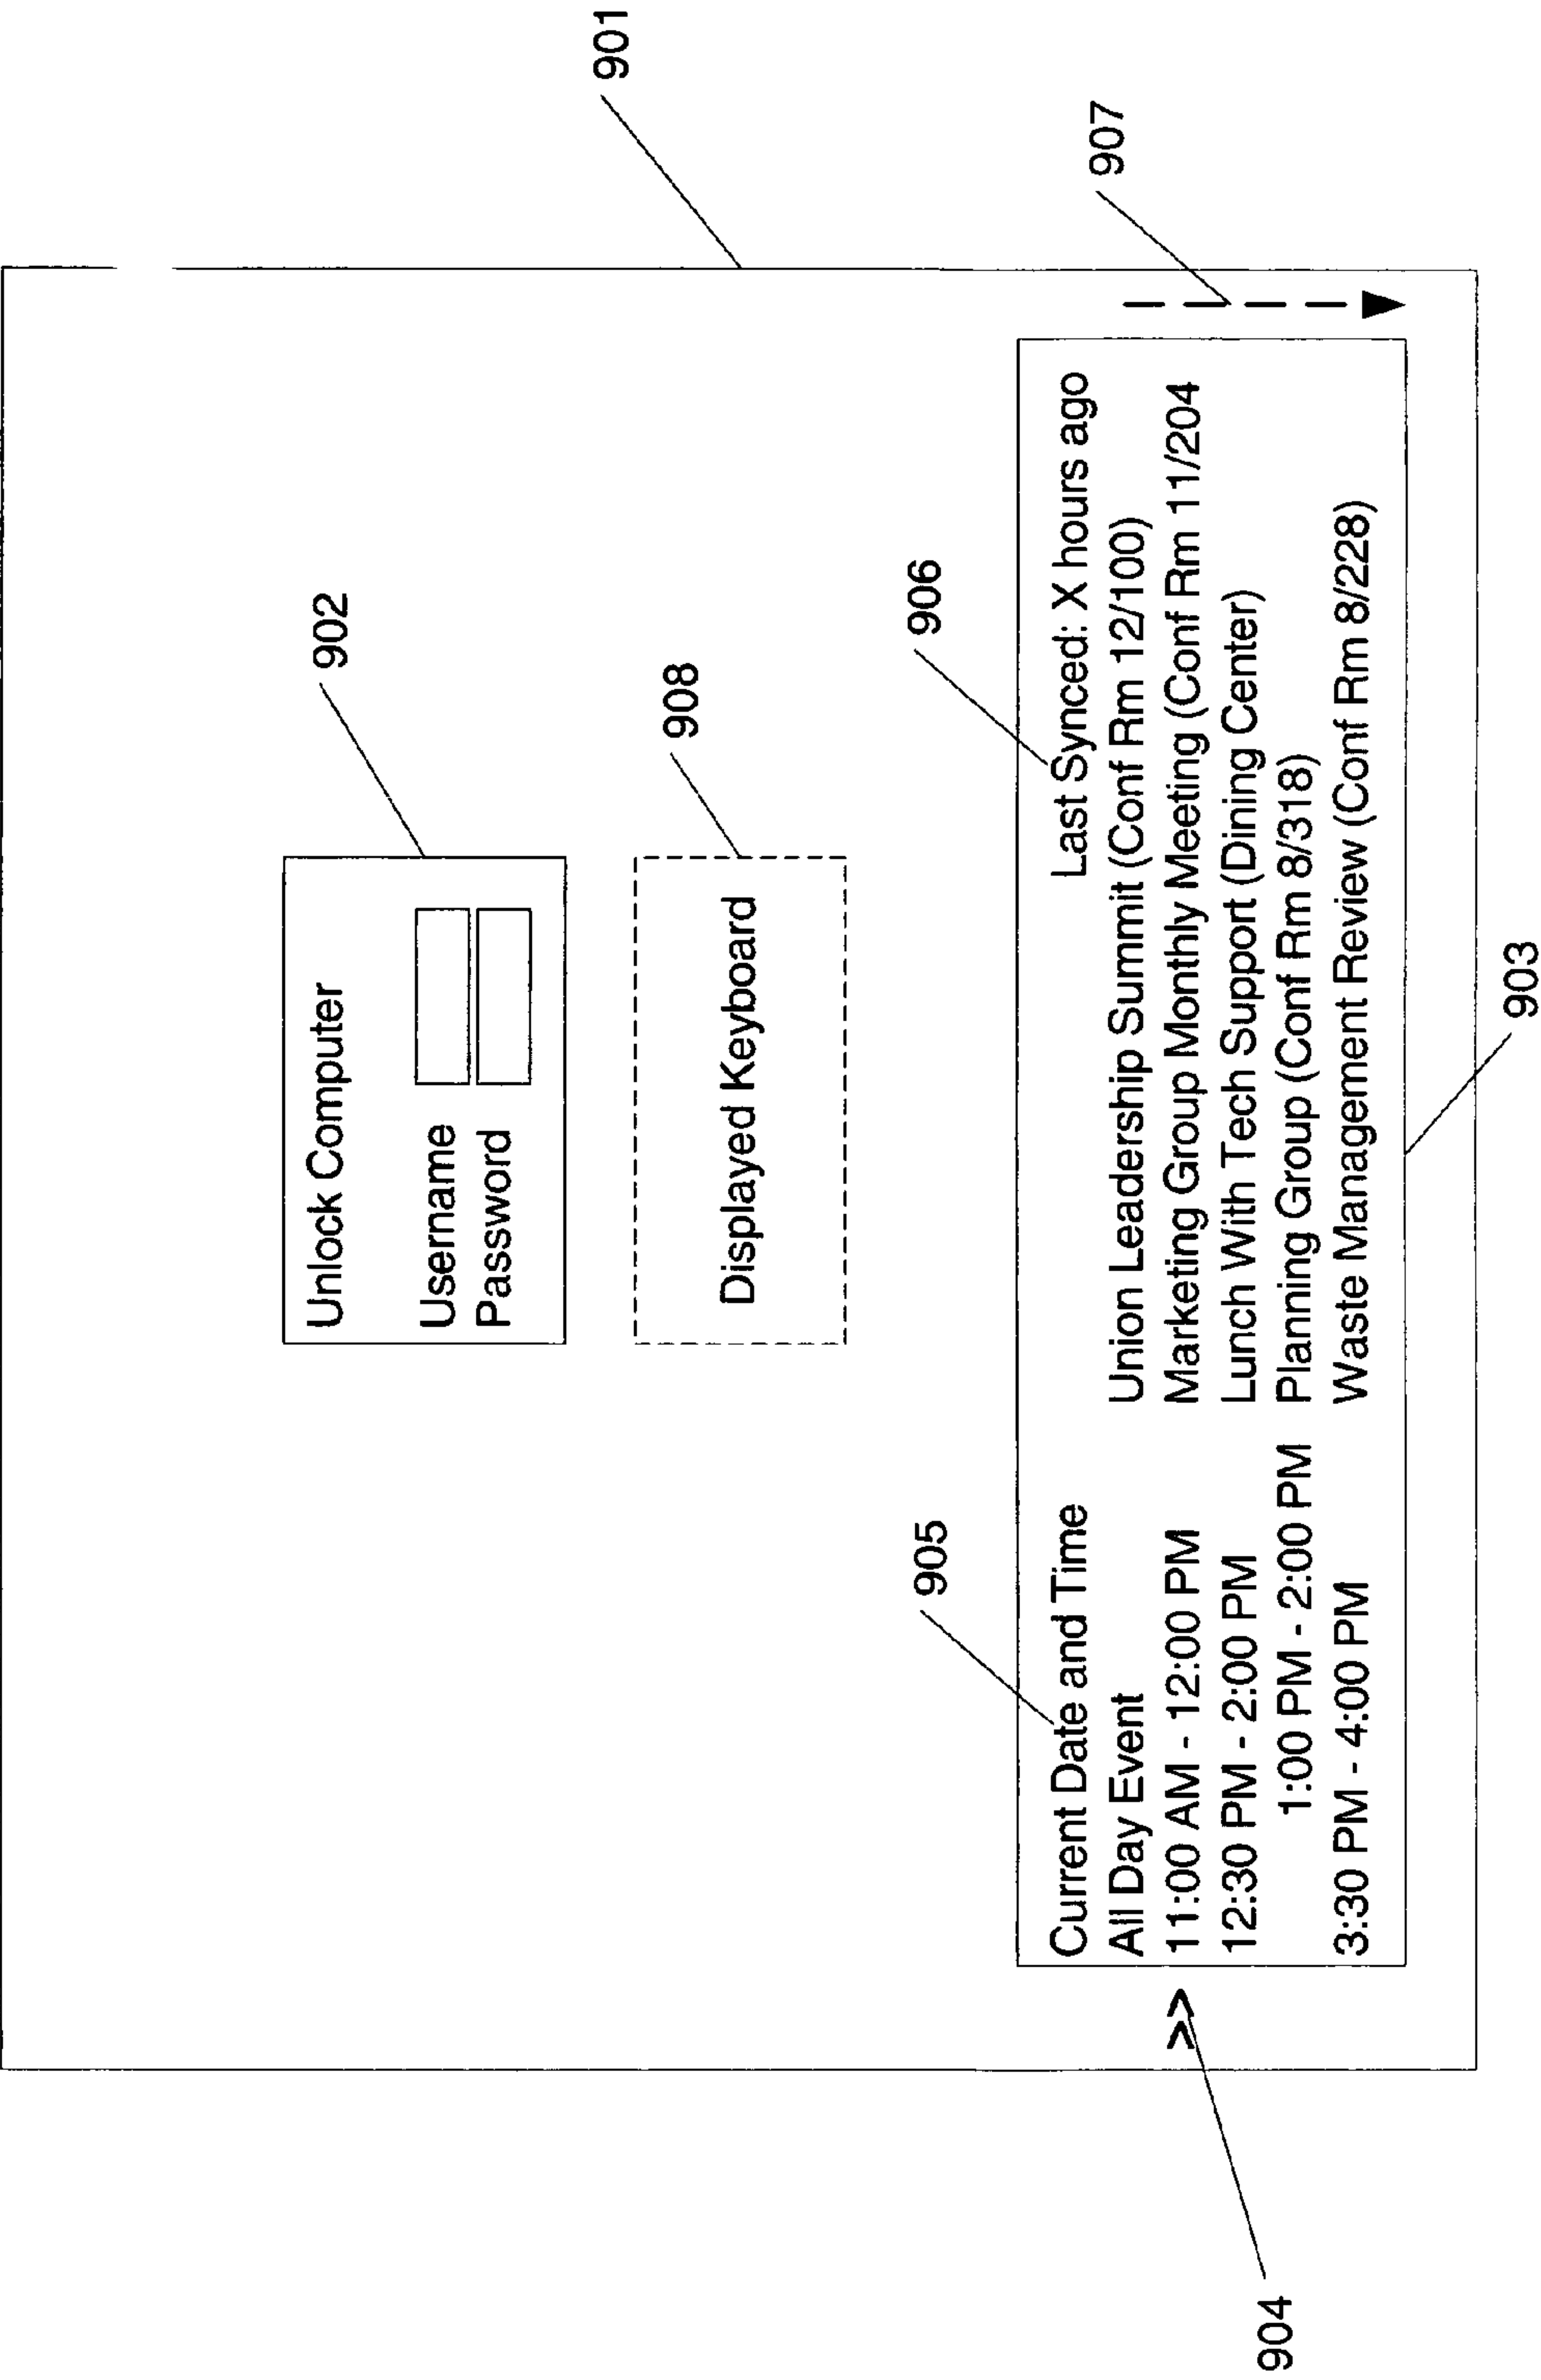 901
Unlock Computer
902
Username
Password
Displayed Keyboard
908
905
906
Current Date and Time Last Synced: X hours ago
All Day Event Union Leadership Summit (Conf Rm 12/100)
904
>> 11:00 AM - 12:00 PM Marketing Group Monthly Meeting (Conf Rm 11/204
907
12:30 PM - 2:00 PM Lunch With Tech Support (Dining Center)
1:00 PM - 2:00 PM Planning Group (Conf Rm 8/318)
3:30 PM - 4:00 PM Waste Management Review (Conf Rm 8/228)
903